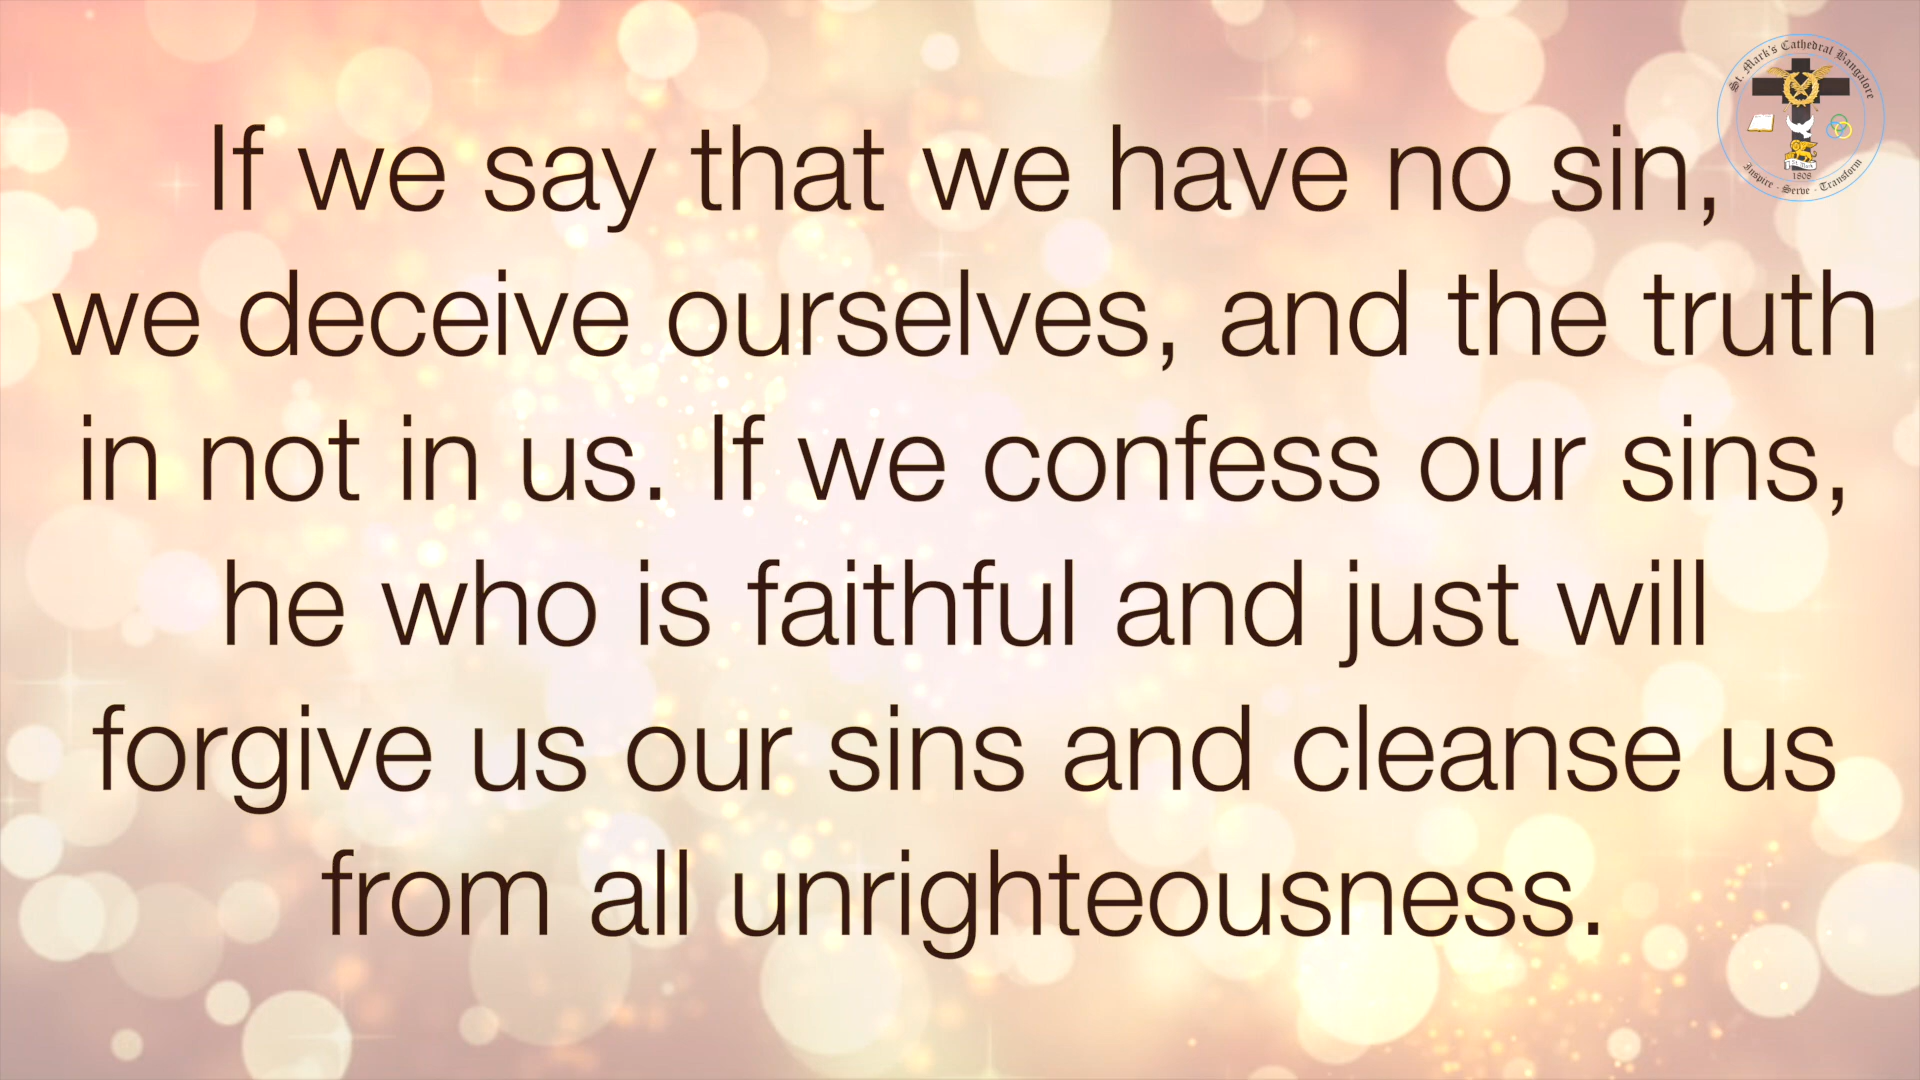 St. Mark's Cathedral Bangalore
1808
Inspire - Serve - Transform
If we say that we have no sin,
we deceive ourselves, and the truth
in not in us. If we confess our sins,
he who is faithful and just will
forgive us our sins and cleanse us
from all unrighteousness.